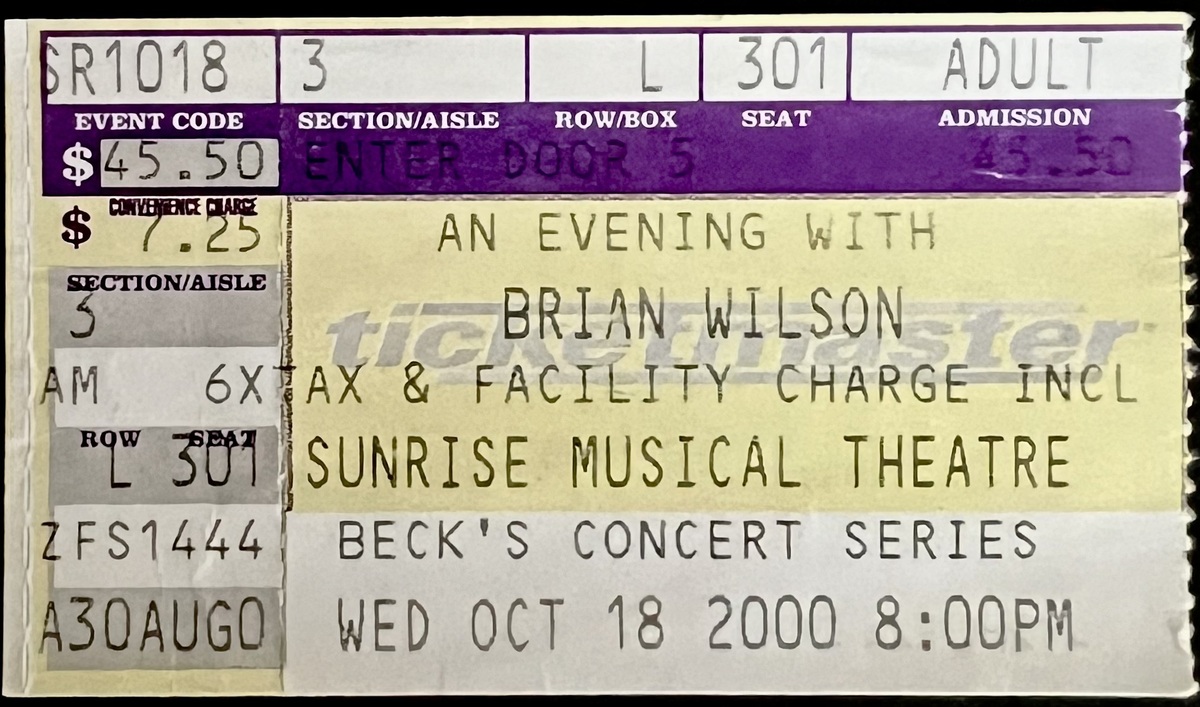 SR1018 3 L 301 ADULT
EVENT CODE SECTION/AISLE ROW/BOX SEAT ADMISSION
$45.50 ENTER DOOR 5 45.50
CONVENIENCE CHARGE
$ 7.25 AN EVENING WITH
SECTION/AISLE
3 BRIAN WILSON
ticketmaster
AM 6X TAX & FACILITY CHARGE INCL
ROW SEAT
L 301 SUNRISE MUSICAL THEATRE
ZFS1444 BECK'S CONCERT SERIES
A30AUG0 WED OCT 18 2000 8:00PM